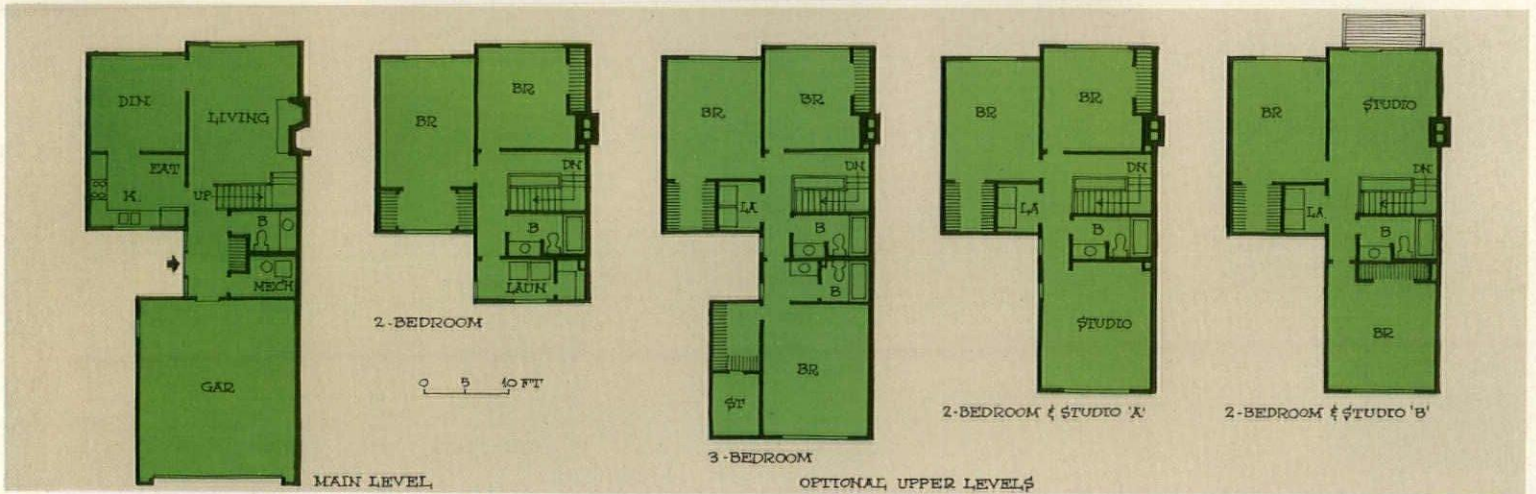 DIN
LIVING
EAT
K.
UP
B
MECH
GAR
MAIN LEVEL
BR
BR
DN
B
LAUN
2-BEDROOM
0 5 10 FT
BR
BR
DN
LA
B
B
BR
ST
3-BEDROOM
BR
BR
DN
LA
B
STUDIO
2-BEDROOM & STUDIO 'A'
BR
STUDIO
DN
LA
B
BR
2-BEDROOM & STUDIO 'B'
OPTIONAL UPPER LEVELS